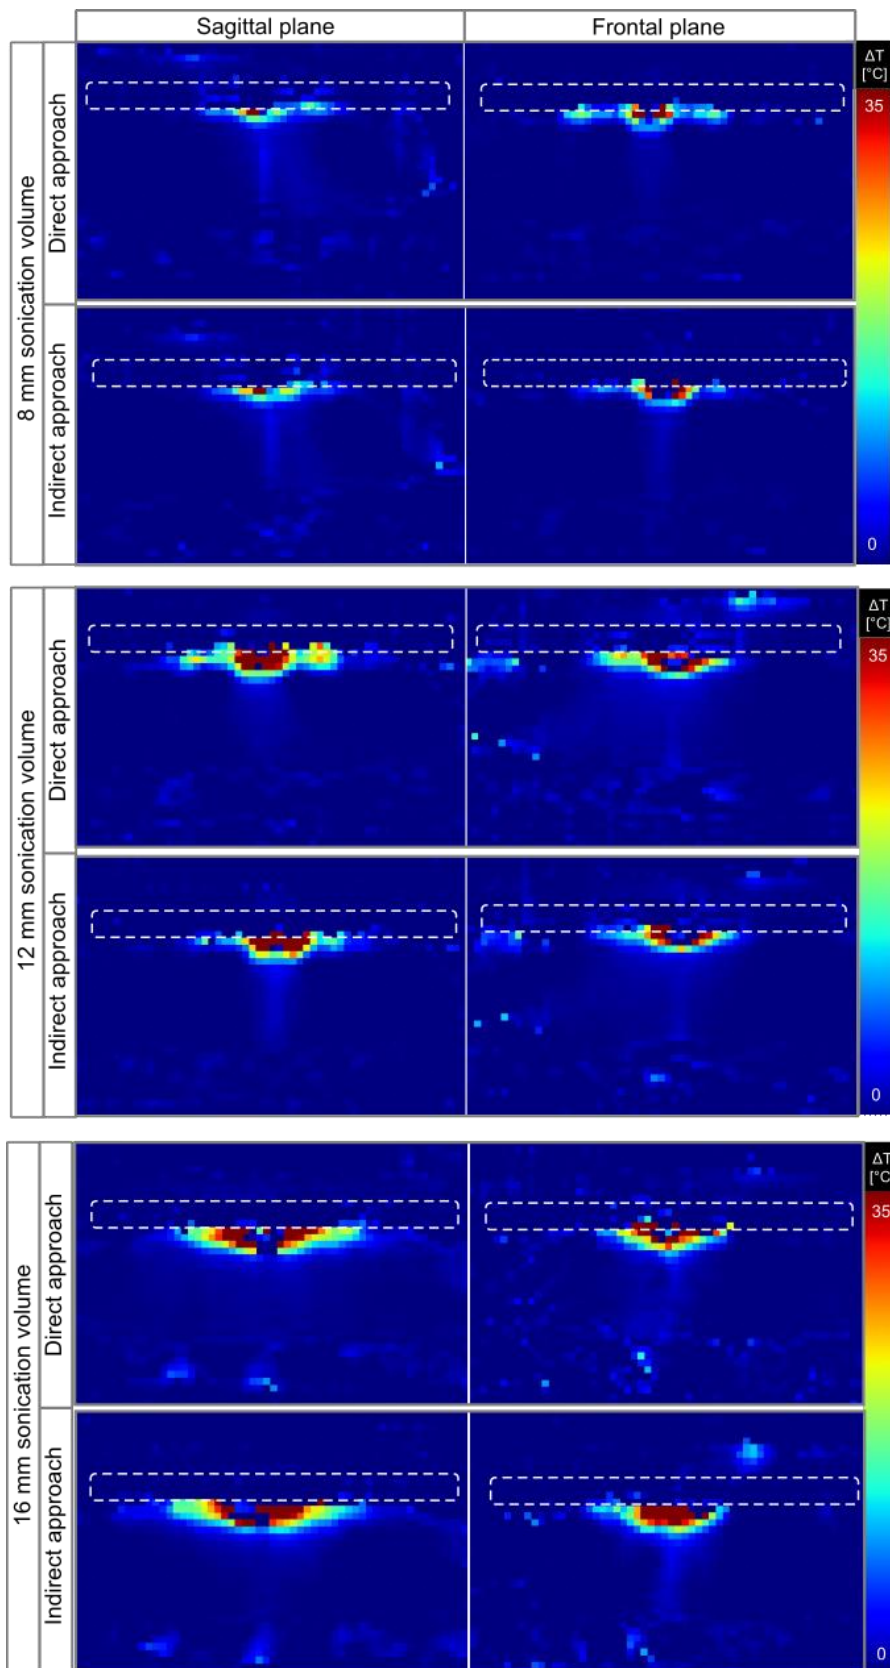 Sagittal plane
Frontal plane
8 mm sonication volume
Direct approach
Indirect approach
ΔT
[°C]
35
0
12 mm sonication volume
Direct approach
Indirect approach
ΔT
[°C]
35
0
16 mm sonication volume
Direct approach
Indirect approach
ΔT
[°C]
35
0